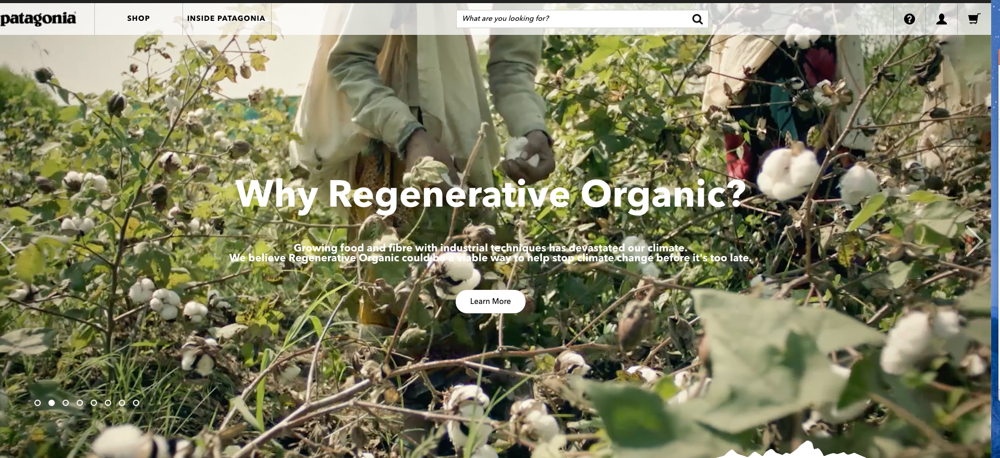 patagonia
SHOP
INSIDE PATAGONIA
What are you looking for?
Why Regenerative Organic?
Growing food and fibre with industrial techniques has devastated our climate.
We believe Regenerative Organic could be a viable way to help stop climate change before it's too late.
Learn More